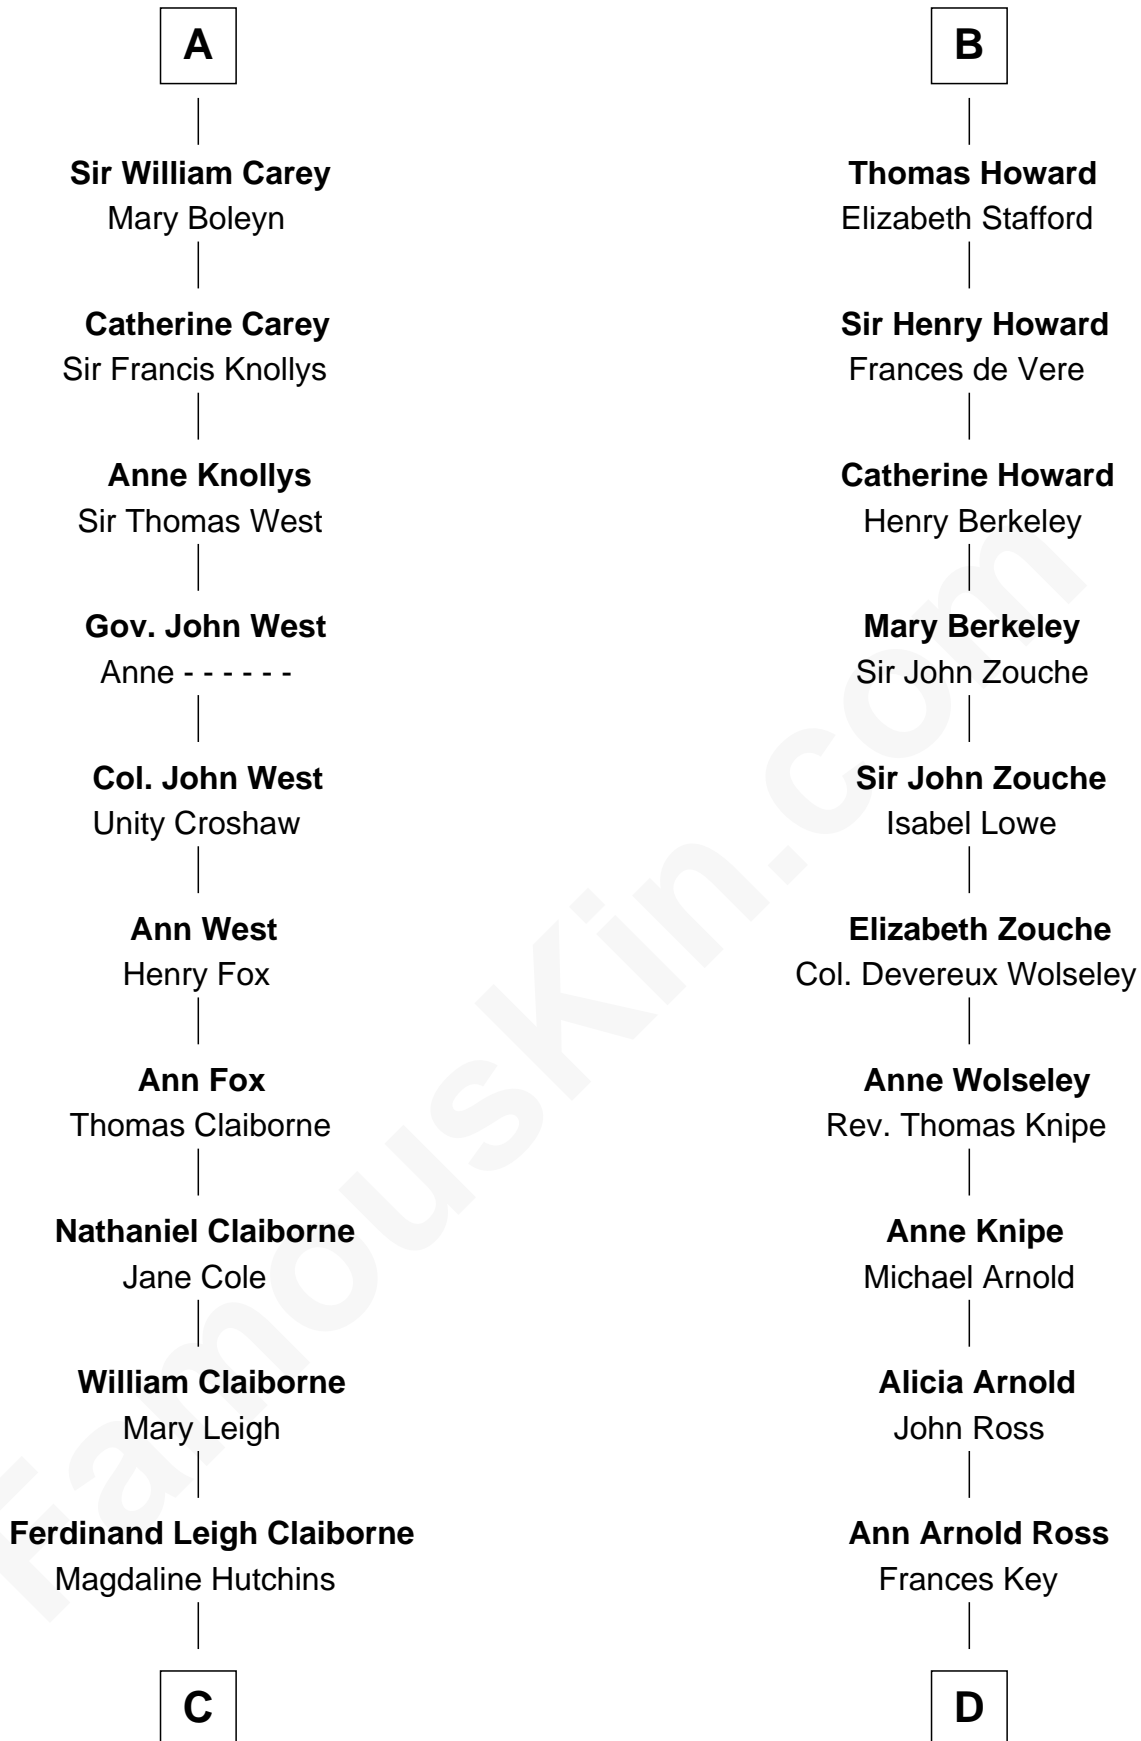 A
Sir William Carey
Mary Boleyn
Catherine Carey
Sir Francis Knollys
Anne Knollys
Sir Thomas West
Gov. John West
Anne - - - - - -
Col. John West
Unity Croshaw
Ann West
Henry Fox
Ann Fox
Thomas Claiborne
Nathaniel Claiborne
Jane Cole
William Claiborne
Mary Leigh
Ferdinand Leigh Claiborne
Magdaline Hutchins
C
B
Thomas Howard
Elizabeth Stafford
Sir Henry Howard
Frances de Vere
Catherine Howard
Henry Berkeley
Mary Berkeley
Sir John Zouche
Sir John Zouche
Isabel Lowe
Elizabeth Zouche
Col. Devereux Wolseley
Anne Wolseley
Rev. Thomas Knipe
Anne Knipe
Michael Arnold
Alicia Arnold
John Ross
Ann Arnold Ross
Frances Key
D
FamousKin.com